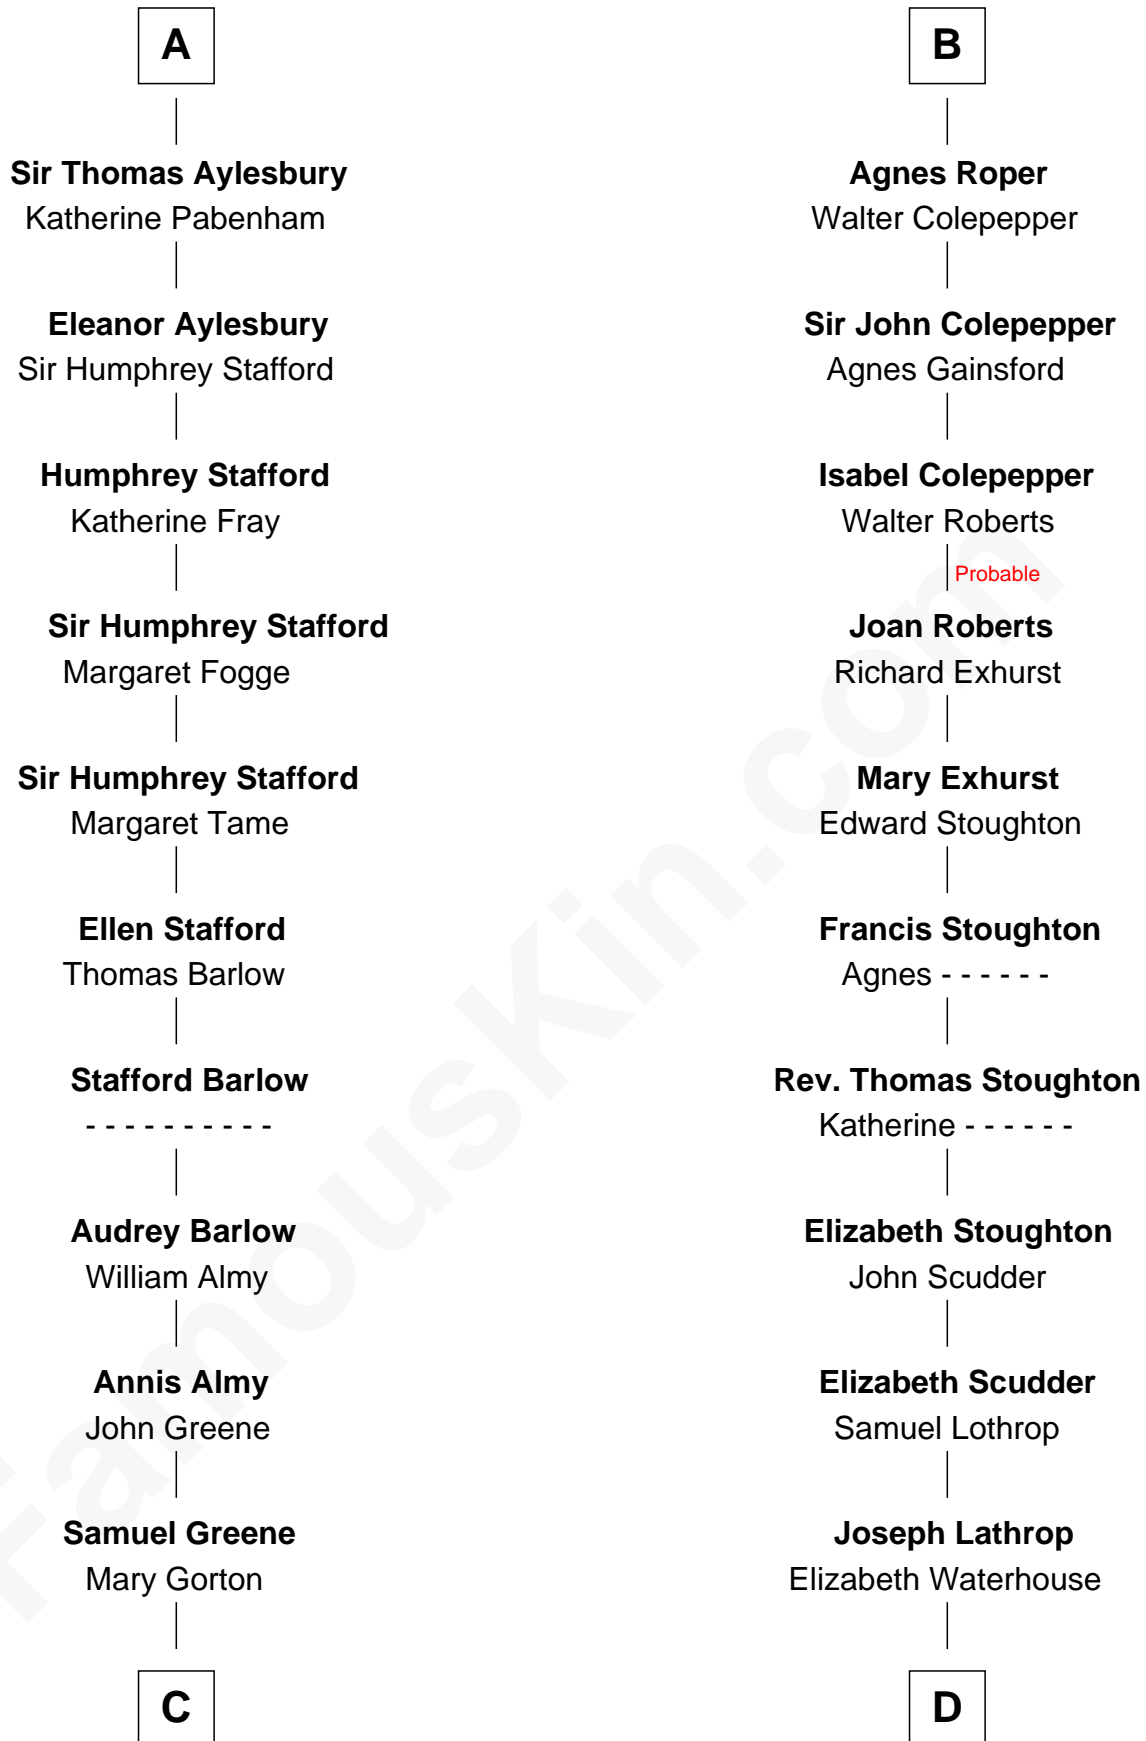 A
Sir Thomas Aylesbury
Katherine Pabenham
Eleanor Aylesbury
Sir Humphrey Stafford
Humphrey Stafford
Katherine Fray
Sir Humphrey Stafford
Margaret Fogge
Sir Humphrey Stafford
Margaret Tame
Ellen Stafford
Thomas Barlow
Stafford Barlow
- - - - - - - - - -
Audrey Barlow
William Almy
Annis Almy
John Greene
Samuel Greene
Mary Gorton
C
B
Agnes Roper
Walter Colepepper
Sir John Colepepper
Agnes Gainsford
Isabel Colepepper
Walter Roberts
Probable
Joan Roberts
Richard Exhurst
Mary Exhurst
Edward Stoughton
Francis Stoughton
Agnes - - - - - -
Rev. Thomas Stoughton
Katherine - - - - - -
Elizabeth Stoughton
John Scudder
Elizabeth Scudder
Samuel Lothrop
Joseph Lathrop
Elizabeth Waterhouse
D
FamousKin.com